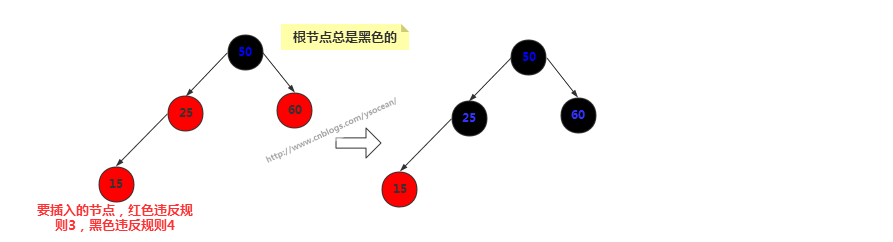 根节点总是黑色的
50
25
60
15
要插入的节点，红色违反规
则3，黑色违反规则4
http://www.cnblogs.com/ysocean/
50
25
60
15